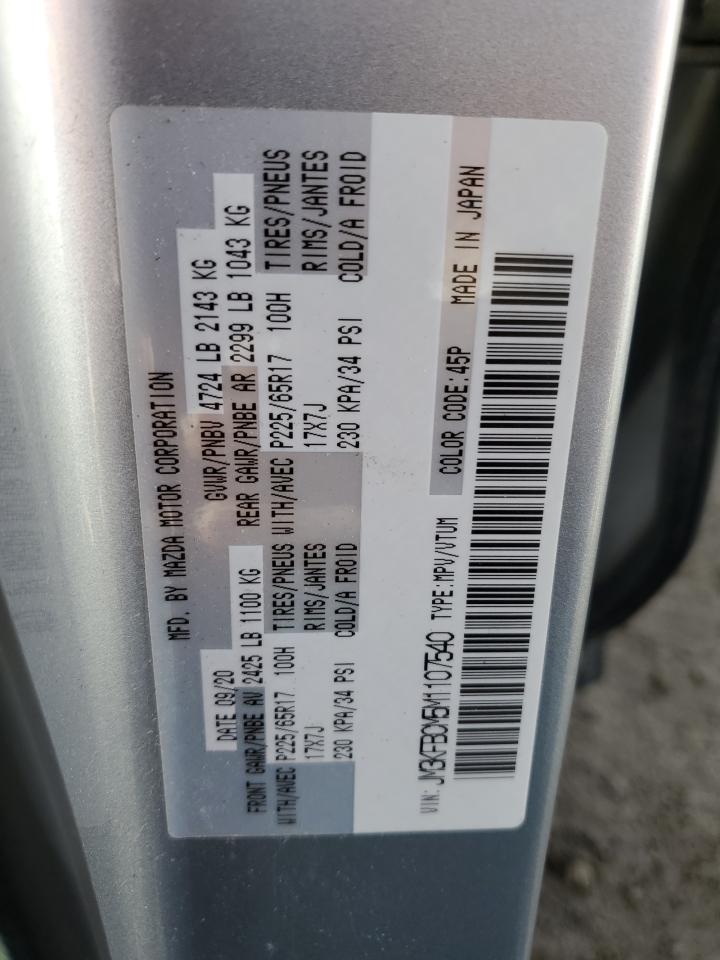 MFD. BY MAZDA MOTOR CORPORATION
DATE 09/20 GVWR/PNBV 4724 LB 2143 KG
FRONT GAWR/PNBE AV 2425 LB 1100 KG REAR GAWR/PNBE AR 2299 LB 1043 KG
WITH/AVEC P225/65R17 100H TIRES/PNEUS WITH/AVEC P225/65R17 100H TIRES/PNEUS
17X7J RIMS/JANTES 17X7J RIMS/JANTES
230 KPA/34 PSI COLD/A FROID 230 KPA/34 PSI COLD/A FROID
VIN: JM3KFBCM5M1107540 TYPE:MPV/VTUM COLOR CODE:45P MADE IN JAPAN